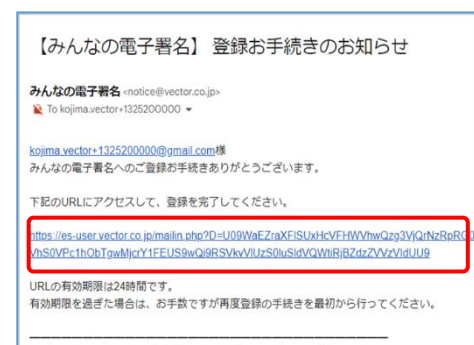 【みんなの電子署名】 登録お手続きのお知らせ
みんなの電子署名 <notice@vector.co.jp>
To kojima.vector+1325200000
kojima.vector+1325200000@gmail.com様
みんなの電子署名へのご登録お手続きありがとうございます。
下記のURLにアクセスして、登録を完了してください。
https://es-user.vector.co.jp/mailin.php?D=U09WaEZraXFlSUxHcVFHWVhwQzg3VjQrNzRpRG0
VhS0VPc1hObTgwMjcrY1FEUS9wQi9RSVkvVlUzS0luSldVQWtiRjBZdzZVVzVldUU9
URLの有効期限は24時間です。
有効期限を過ぎた場合は、お手数ですが再度登録の手続きを最初から行ってください。